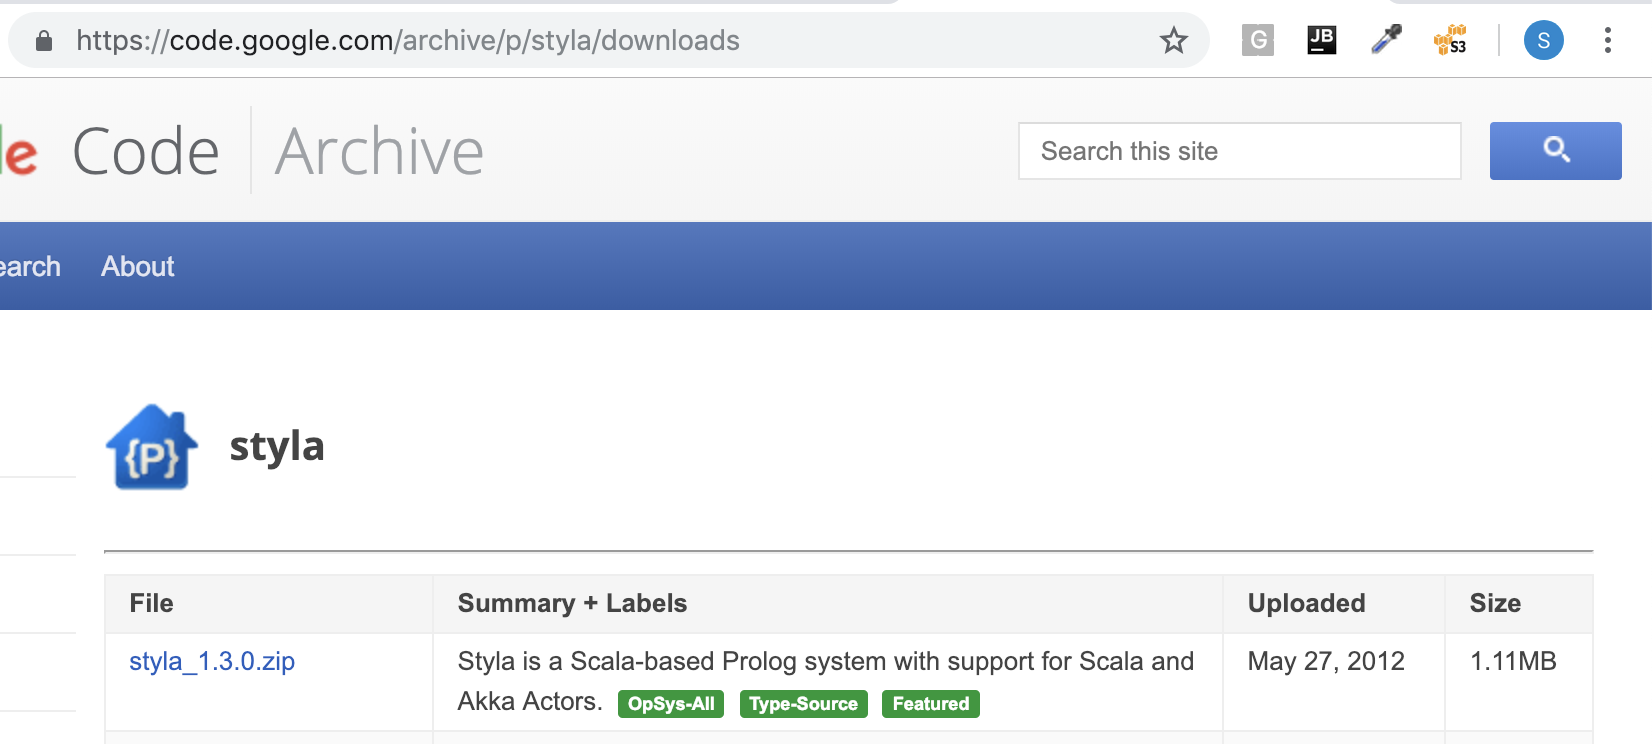 https://code.google.com/archive/p/styla/downloads
G
JB
S3
S
le Code Archive
Search this site
earch About
{P}
styla
File Summary + Labels Uploaded Size
styla_1.3.0.zip Styla is a Scala-based Prolog system with support for Scala and May 27, 2012 1.11MB
Akka Actors. OpSys-All Type-Source Featured